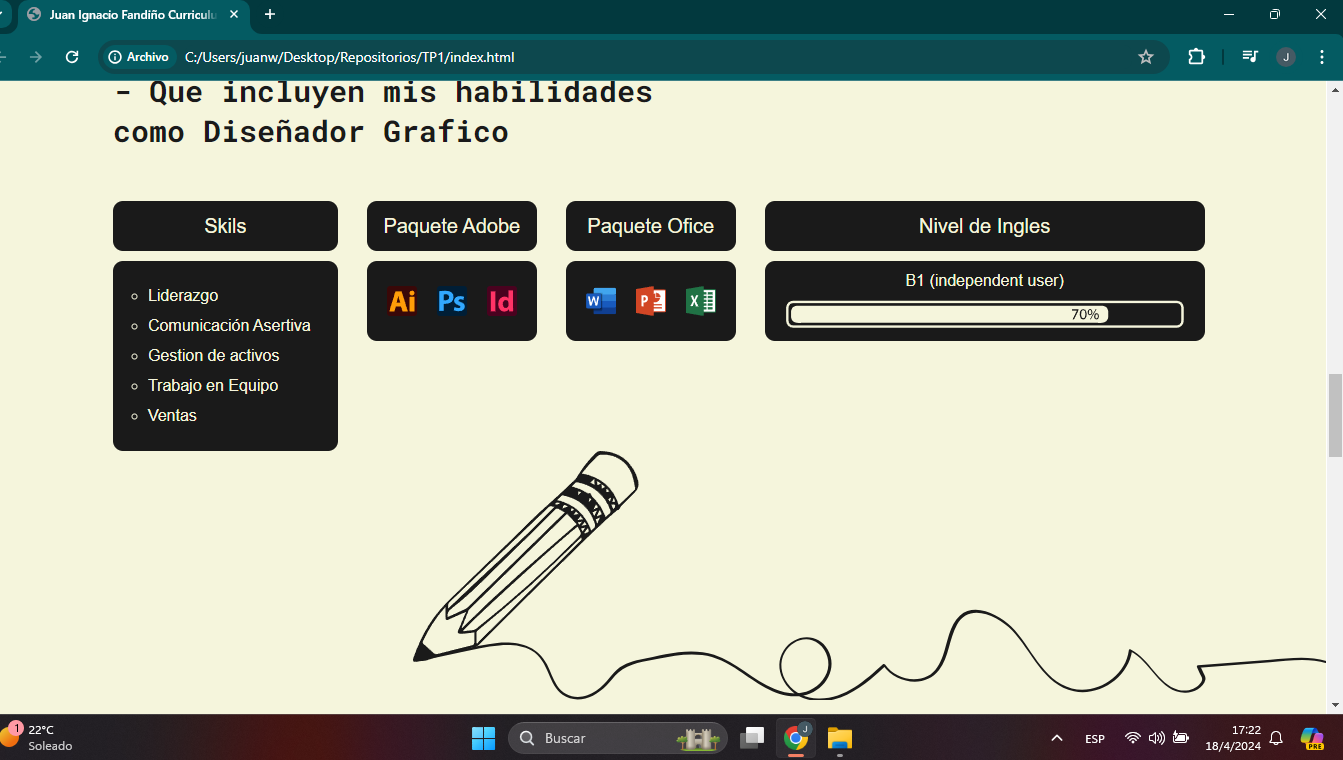 Juan Ignacio Fandiño Curriculu
Archivo
C:/Users/juanw/Desktop/Repositorios/TP1/index.html
J
- Que incluyen mis habilidades
como Diseñador Grafico
Skils
Paquete Adobe
Paquete Ofice
Nivel de Ingles
Liderazgo
Comunicación Asertiva
Gestion de activos
Trabajo en Equipo
Ventas
Ai
Ps
Id
W
P
X
B1 (independent user)
70%
1
22°C
Soleado
Buscar
J
ESP
17:22
18/4/2024
PRE